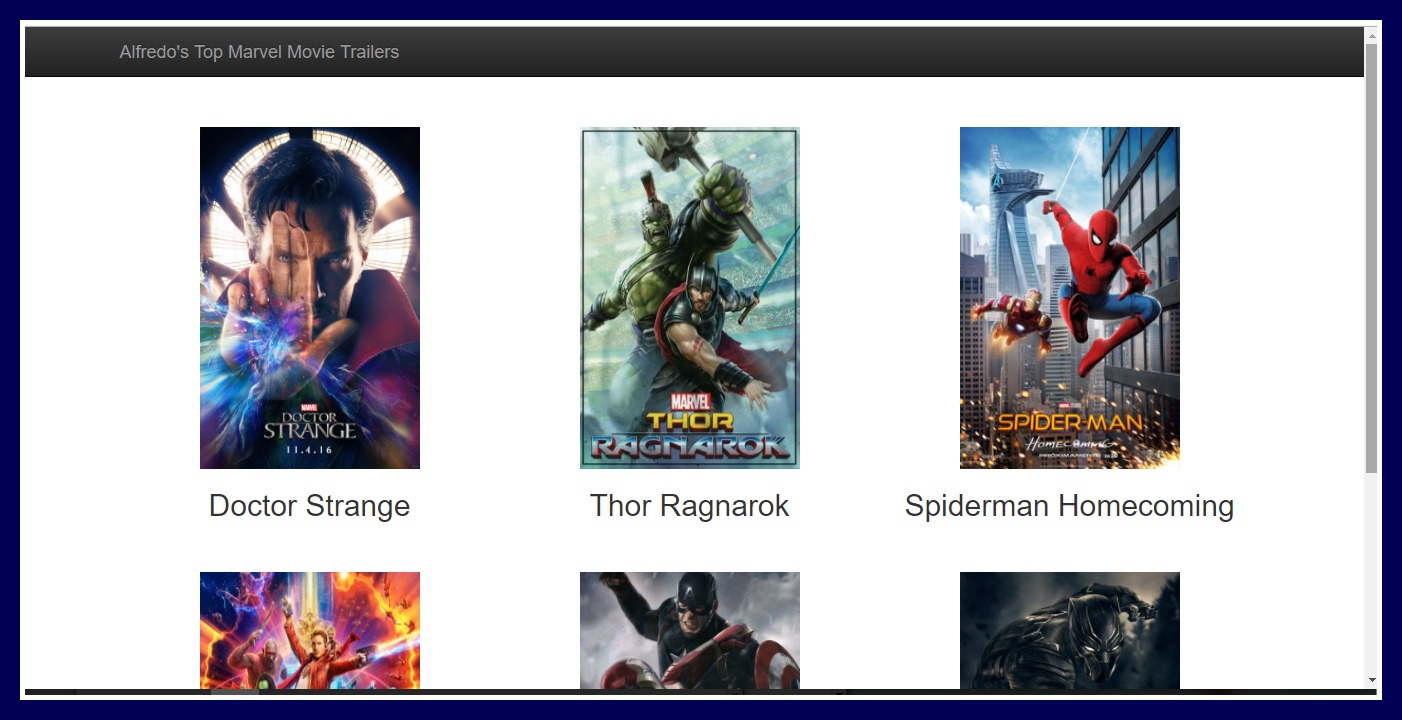 Alfredo's Top Marvel Movie Trailers
MARVEL
DOCTOR
STRANGE
11.4.16
MARVEL
THOR
RAGNAROK
SPIDER-MAN
HOMECOMING
PRÓXIMAMENTE
Doctor Strange
Thor Ragnarok
Spiderman Homecoming